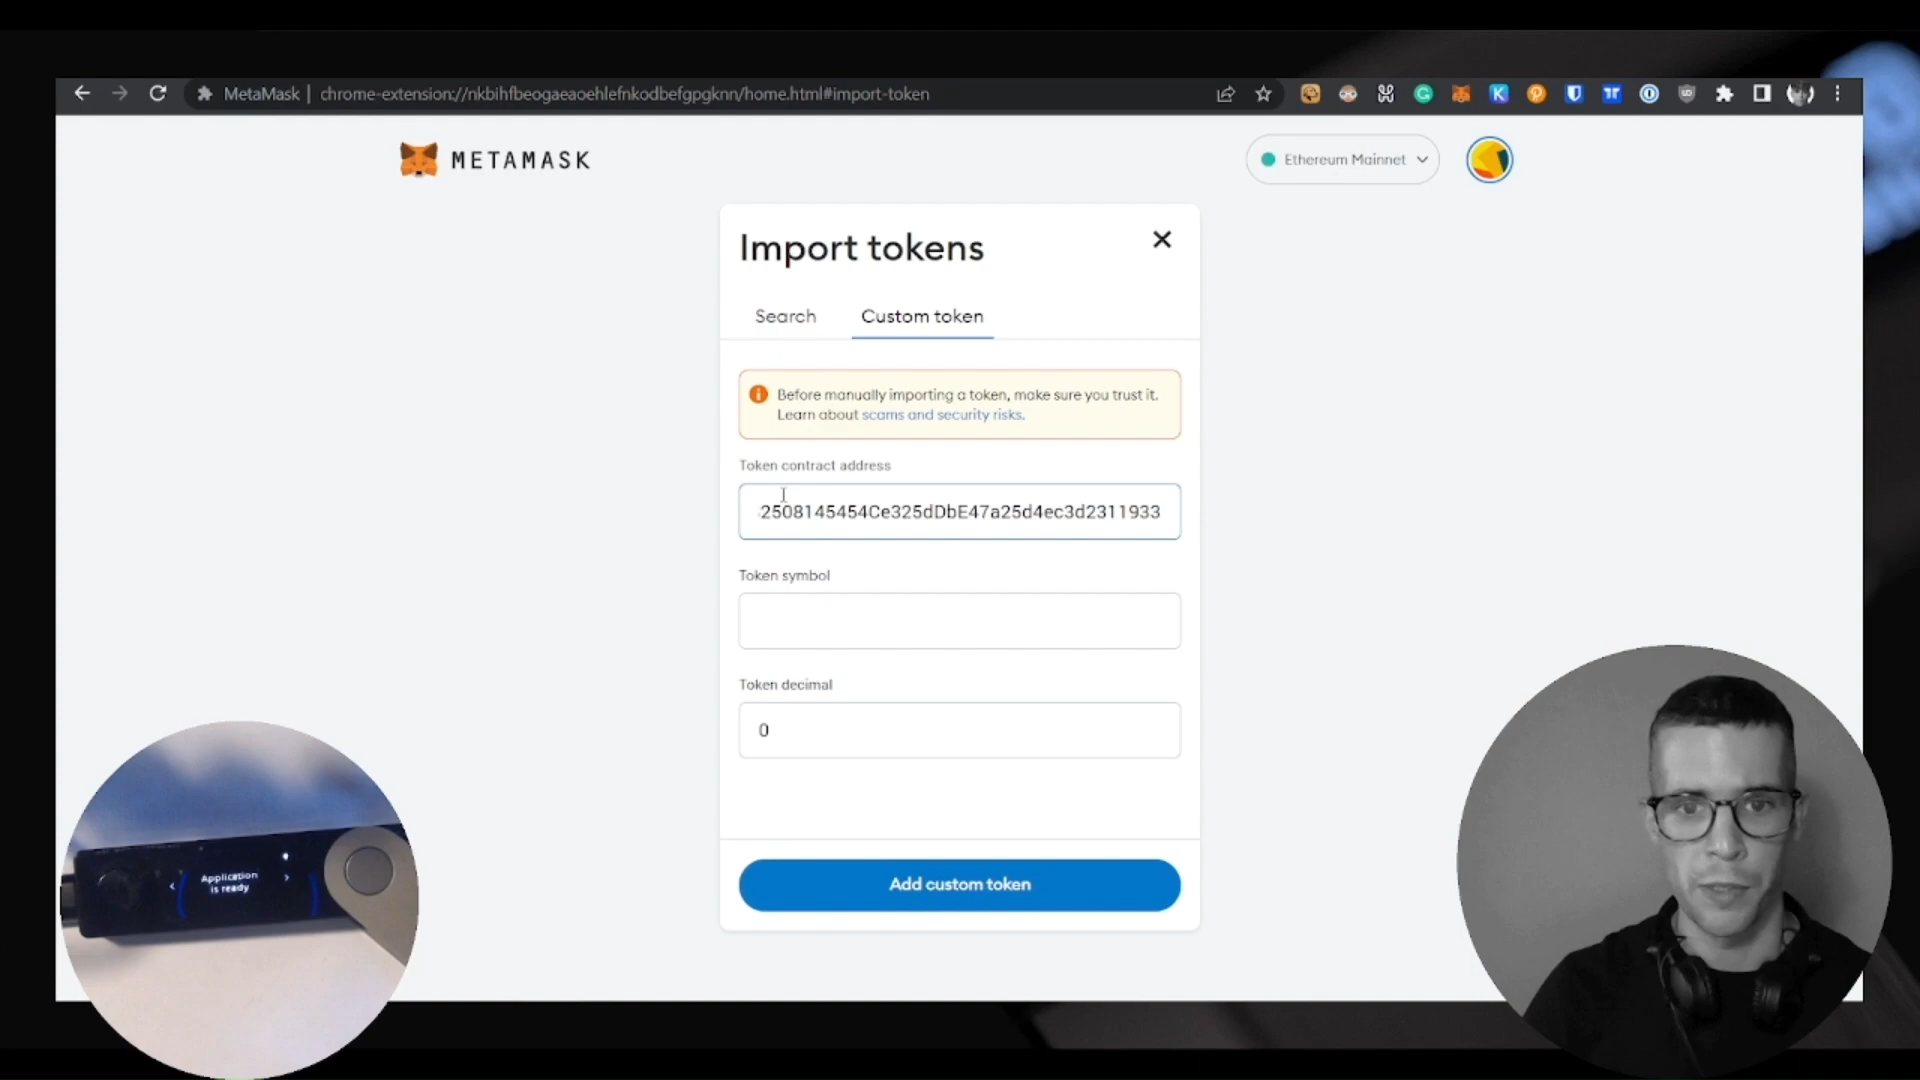 MetaMask | chrome-extension://nkbihfbeogaeaoehlefnkodbefgpgknn/home.html#import-token
METAMASK
Ethereum Mainnet
Import tokens
Search
Custom token
Before manually importing a token, make sure you trust it.
Learn about scams and security risks.
Token contract address
2508145454Ce325dDbE47a25d4ec3d2311933
Token symbol
Token decimal
0
Add custom token
Application
is ready